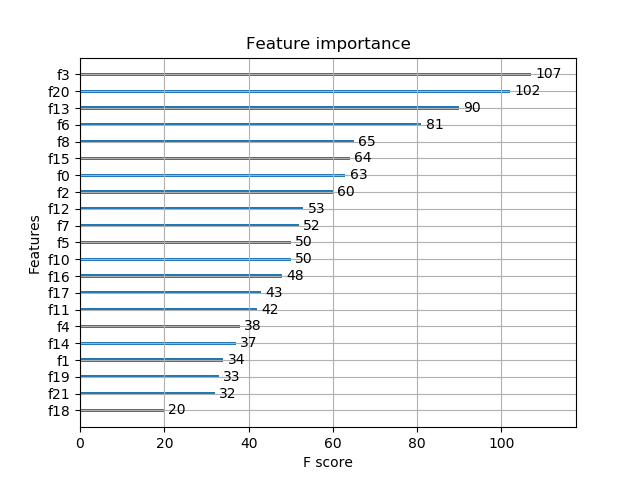 Feature importance
f3 107
f20 102
f13 90
f6 81
f8 65
f15 64
f0 63
f2 60
f12 53
f7 52
f5 50
f10 50
f16 48
f17 43
f11 42
f4 38
f14 37
f1 34
f19 33
f21 32
f18 20
Features
0 20 40 60 80 100
F score